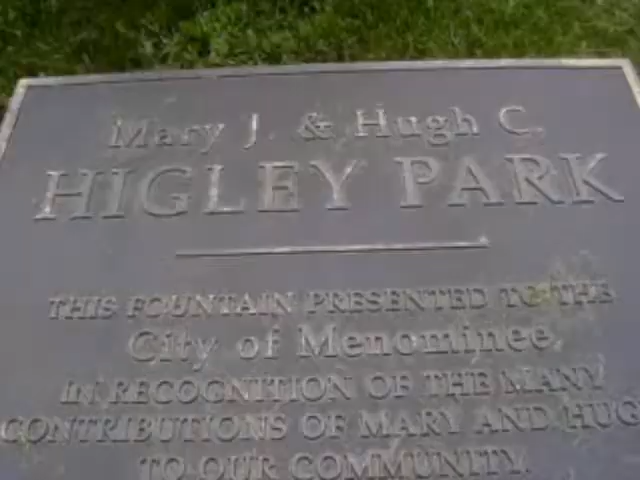 Mary J. & Hugh C.
HIGLEY PARK
THIS FOUNTAIN PRESENTED TO THE
City of Menominee,
IN RECOGNITION OF THE MANY
CONTRIBUTIONS OF MARY AND HUG
TO OUR COMMUNITY.